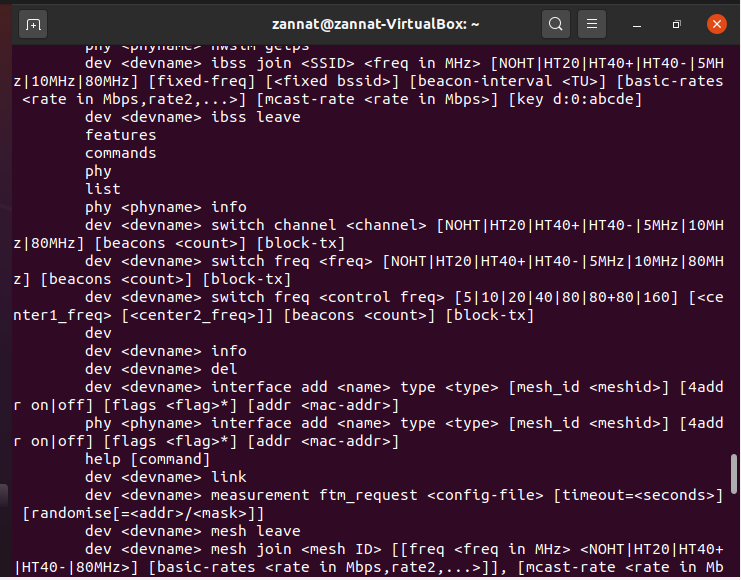 zannat@zannat-VirtualBox: ~
phy <phyname> hwsim getps
dev <devname> ibss join <SSID> <freq in MHz> [NOHT|HT20|HT40+|HT40-|5MH
z|10MHz|80MHz] [fixed-freq] [<fixed bssid>] [beacon-interval <TU>] [basic-rates
<rate in Mbps,rate2,...>] [mcast-rate <rate in Mbps>] [key d:0:abcde]
dev <devname> ibss leave
features
commands
phy
list
phy <phyname> info
dev <devname> switch channel <channel> [NOHT|HT20|HT40+|HT40-|5MHz|10MH
z|80MHz] [beacons <count>] [block-tx]
dev <devname> switch freq <freq> [NOHT|HT20|HT40+|HT40-|5MHz|10MHz|80MH
z] [beacons <count>] [block-tx]
dev <devname> switch freq <control freq> [5|10|20|40|80|80+80|160] [<ce
nter1_freq> [<center2_freq>]] [beacons <count>] [block-tx]
dev
dev <devname> info
dev <devname> del
dev <devname> interface add <name> type <type> [mesh_id <meshid>] [4add
r on|off] [flags <flag>*] [addr <mac-addr>]
phy <phyname> interface add <name> type <type> [mesh_id <meshid>] [4add
r on|off] [flags <flag>*] [addr <mac-addr>]
help [command]
dev <devname> link
dev <devname> measurement ftm_request <config-file> [timeout=<seconds>]
[randomise[=<addr>/<mask>]]
dev <devname> mesh leave
dev <devname> mesh join <mesh ID> [[freq <freq in MHz> <NOHT|HT20|HT40+
|HT40-|80MHz>] [basic-rates <rate in Mbps,rate2,...>]], [mcast-rate <rate in Mb